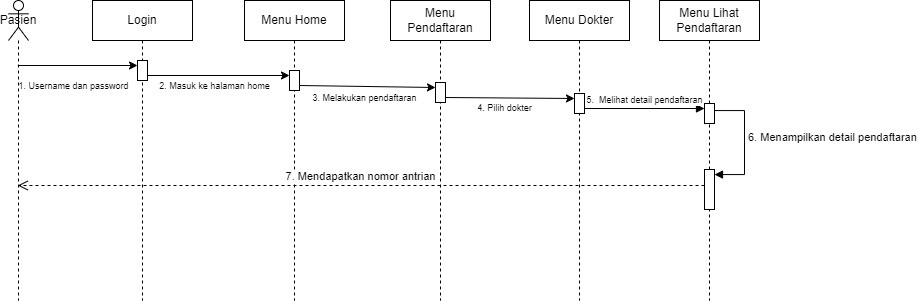 Pasien
Login
Menu Home
Menu
Pendaftaran
Menu Dokter
Menu Lihat
Pendaftaran
1. Username dan password
2. Masuk ke halaman home
3. Melakukan pendaftaran
4. Pilih dokter
5. Melihat detail pendaftaran
6. Menampilkan detail pendaftaran
7. Mendapatkan nomor antrian